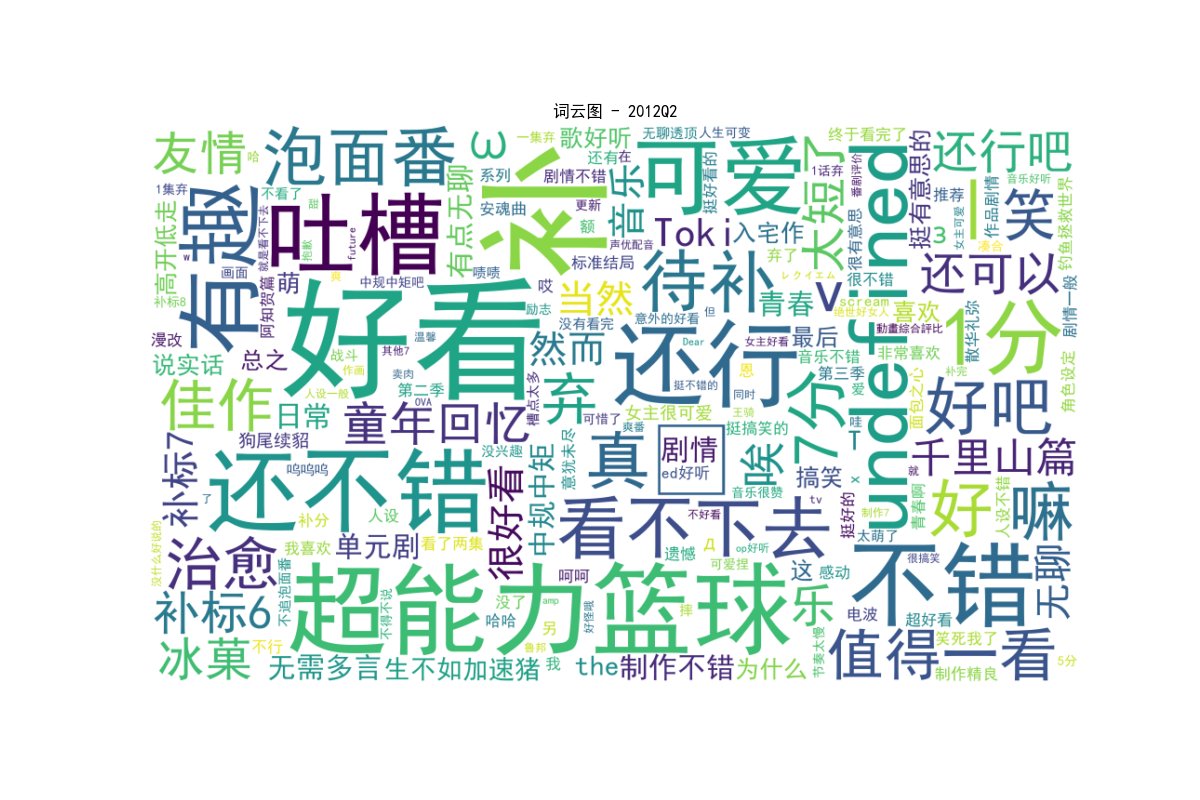 词云图 - 2012Q2
友情
哈
泡面番
ω
一集弃
歌好听
无聊透顶
人生可变
终于看完了
还行吧
音乐好听
补
可爱
太短了
undefined
挺有意思的
1集弃
不看了
有趣
吐槽
甜
有点无聊
系列
剧情不错
还有
在
音乐
挺好看的
1话弃
番剧评价
推荐
作品剧情
笑
高开低走
就是看不下去
抱歉
future
安魂曲
更新
额
声优配音
Toki
入宅作
很有意思
3
女主可爱
凑合
钓鱼拯救世界
w
画面
真
啧啧
标准结局
弃了
レクイエム
很不错
还可以
补标8
阿知贺篇
萌
中规中矩吧
哎
当然
待补
青春
v
scream
喜欢
绝世好女人
1分
剧情一般
漫改
好看
励志
没有看完
意外的好看
但
動畫綜合評比
散华礼弥
说实话
总之
战斗
温馨
其他7
然而
还行
Dear
女主好看
最后
音乐不错
非常喜欢
作画
卖肉
挺不错的
恩
第三季
补完
角色设定
佳作
人设一般
第二季
OVA
槽点太多
弃
同时
7分
爱
面包之心
好吧
日常
童年回忆
可惜了
女主很可爱
王骑
哇
爽番
挺搞笑的
T
补标7
狗尾续貂
没兴趣
意犹未尽
真
剧情
唉
搞笑
就
千里山篇
还不错
呜呜呜
很好看
中规中矩
ed好听
音乐很赞
tv
x
青春啊
人设不错
了
补分
人设
看不下去
不好看
挺好的
制作7
好
嘛
没什么好说的
治愈
我喜欢
单元剧
看了两集
遗憾
Д
op好听
太萌了
不错
很搞笑
无聊
不追泡面番
超能力篮球
呵呵
可爱捏
这
感动
补标6
不得不说
没了
amp
哈哈
另
好怪哦
摔
乐
电波
超好看
冰菓
不行
鲁邦
节奏太慢
值得一看
笑死我了
5分
无需多言
生不如加速猪
我
the
制作不错
为什么
制作精良